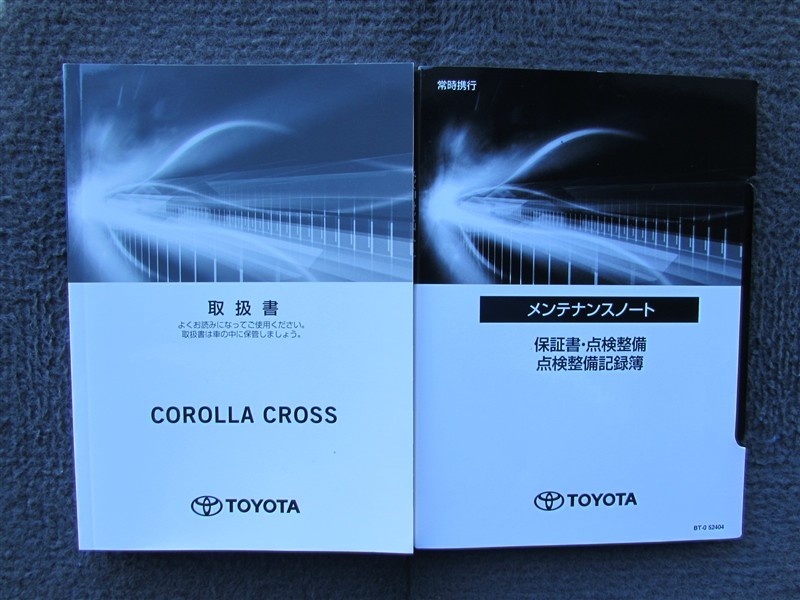 取扱書
よくお読みになってご使用ください。
取扱書は車の中に保管しましょう。
COROLLA CROSS
TOYOTA
常時携行
メンテナンスノート
保証書・点検整備
点検整備記録簿
TOYOTA
BT-0 52404